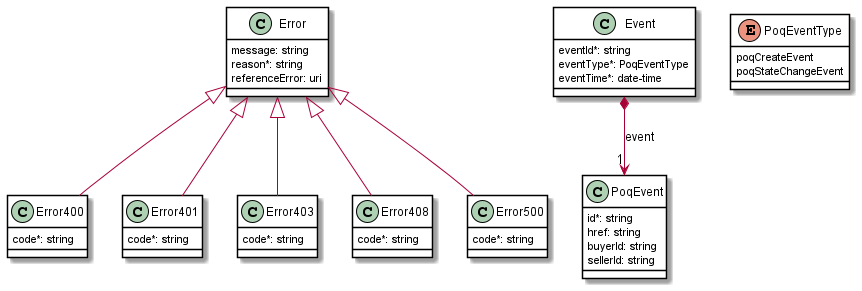 C Error
message: string
reason*: string
referenceError: uri
C Event
eventId*: string
eventType*: PoqEventType
eventTime*: date-time
E PoqEventType
poqCreateEvent
poqStateChangeEvent
event
1
C Error400
code*: string
C Error401
code*: string
C Error403
code*: string
C Error408
code*: string
C Error500
code*: string
C PoqEvent
id*: string
href: string
buyerId: string
sellerId: string